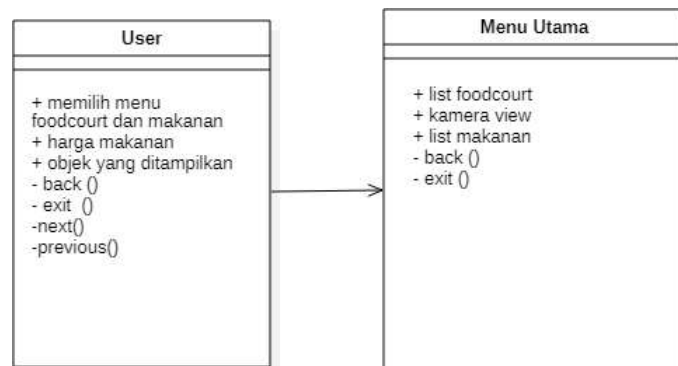 User
+ memilih menu
foodcourt dan makanan
+ harga makanan
+ objek yang ditampilkan
- back ()
- exit ()
-next()
-previous()
Menu Utama
+ list foodcourt
+ kamera view
+ list makanan
- back ()
- exit ()